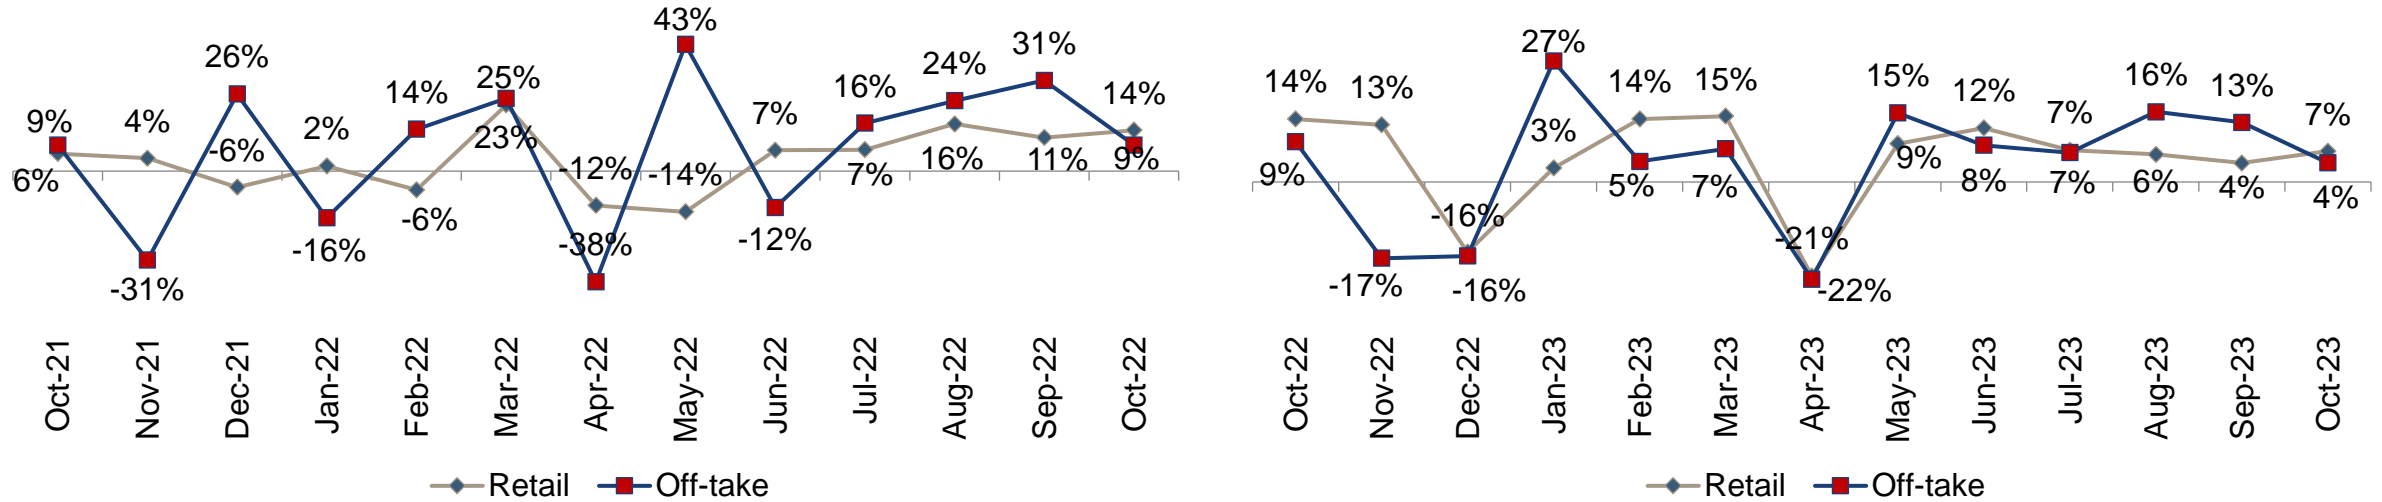 9%
6%
4%
-31%
26%
-6%
2%
-16%
14%
-6%
25%
23%
-12%
-38%
43%
-14%
7%
-12%
16%
7%
24%
16%
31%
11%
14%
9%
Oct-21
Nov-21
Dec-21
Jan-22
Feb-22
Mar-22
Apr-22
May-22
Jun-22
Jul-22
Aug-22
Sep-22
Oct-22
Retail
Off-take
14%
9%
13%
-17%
-16%
-16%
27%
3%
14%
5%
15%
7%
-21%
-22%
15%
9%
12%
8%
7%
7%
16%
6%
13%
4%
7%
4%
Oct-22
Nov-22
Dec-22
Jan-23
Feb-23
Mar-23
Apr-23
May-23
Jun-23
Jul-23
Aug-23
Sep-23
Oct-23
Retail
Off-take